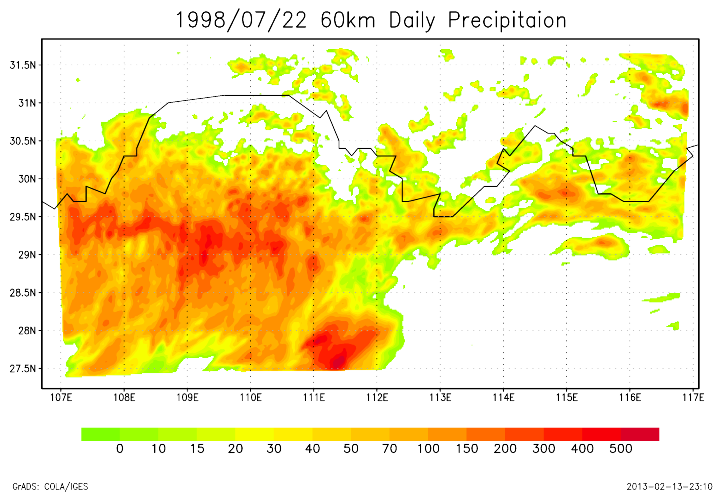 1998/07/22 60km Daily Precipitaion
31.5N
31N
30.5N
30N
29.5N
29N
28.5N
28N
27.5N
107E 108E 109E 110E 111E 112E 113E 114E 115E 116E 117E
0 10 15 20 30 40 50 70 100 150 200 300 400 500
GrADS: COLA/IGES 2013-02-13-23:10